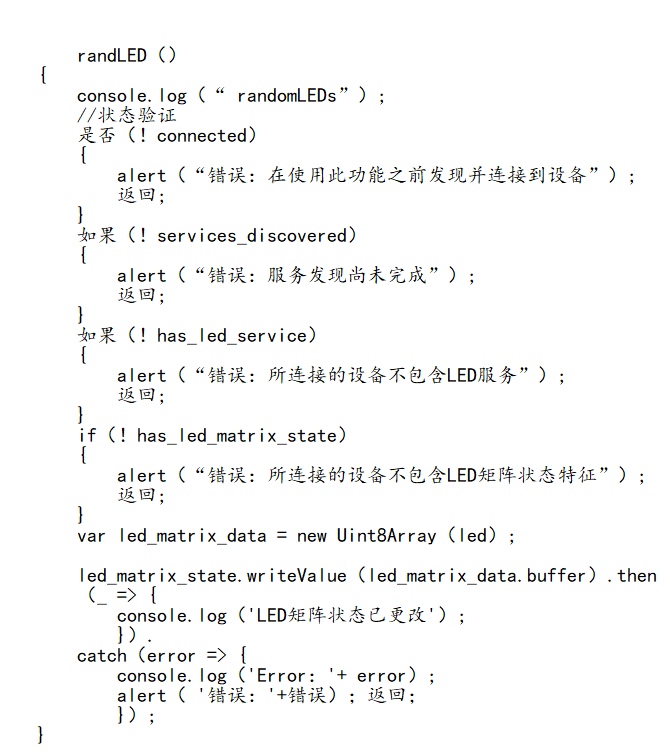 randLED（）
{
console.log（“ randomLEDs”）;
//状态验证
是否（！connected）
{
alert（“错误：在使用此功能之前发现并连接到设备”）;
返回;
}
如果（！services_discovered）
{
alert（“错误：服务发现尚未完成”）;
返回;
}
如果（！has_led_service）
{
alert（“错误：所连接的设备不包含LED服务”）;
返回;
}
if（！has_led_matrix_state）
{
alert（“错误：所连接的设备不包含LED矩阵状态特征”）;
返回;
}
var led_matrix_data = new Uint8Array（led）;
led_matrix_state.writeValue（led_matrix_data.buffer）.then
（_ => {
console.log（'LED矩阵状态已更改'）;
}）.
catch（error => {
console.log（'Error：'+ error）;
alert（ '错误：'+错误）; 返回;
}）;
}